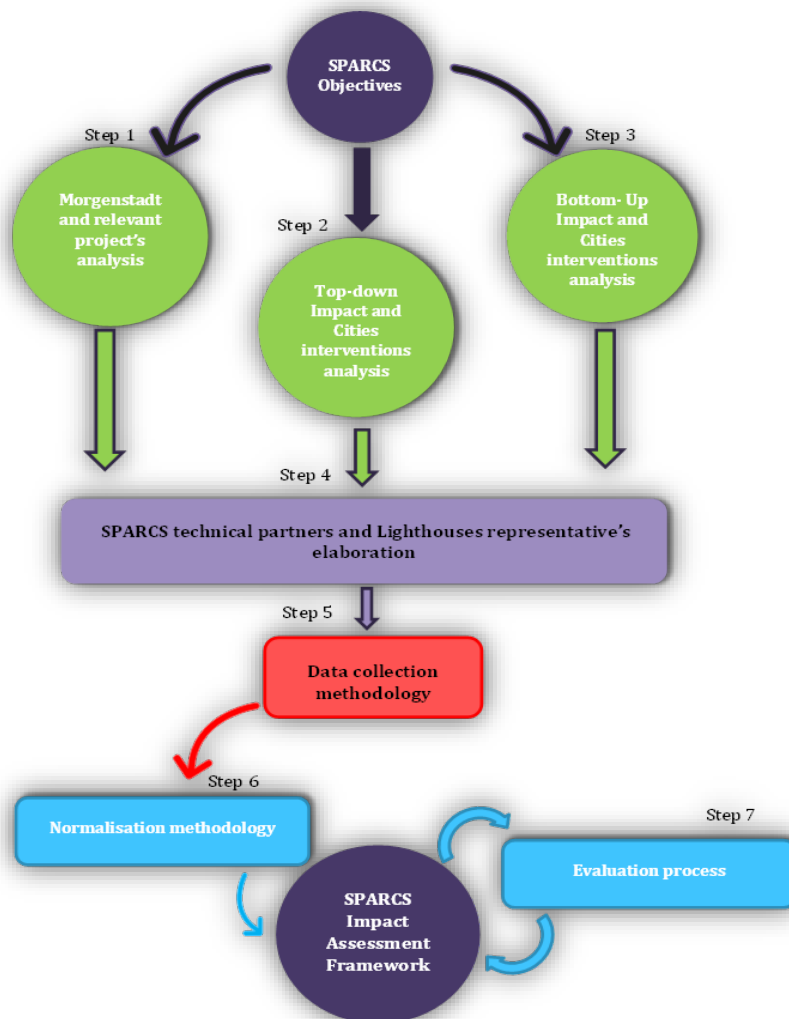 SPARCS
Objectives
Step 1
Step 3
Morgenstadt
and relevant
project's
analysis
Step 2
Bottom- Up
Impact and
Cities
interventions
analysis
Top-down
Impact and
Cities
interventions
analysis
Step 4
SPARCS technical partners and Lighthouses representative's
elaboration
Step 5
Data collection
methodology
Step 6
Normalisation methodology
Step 7
Evaluation process
SPARCS
Impact
Assessment
Framework